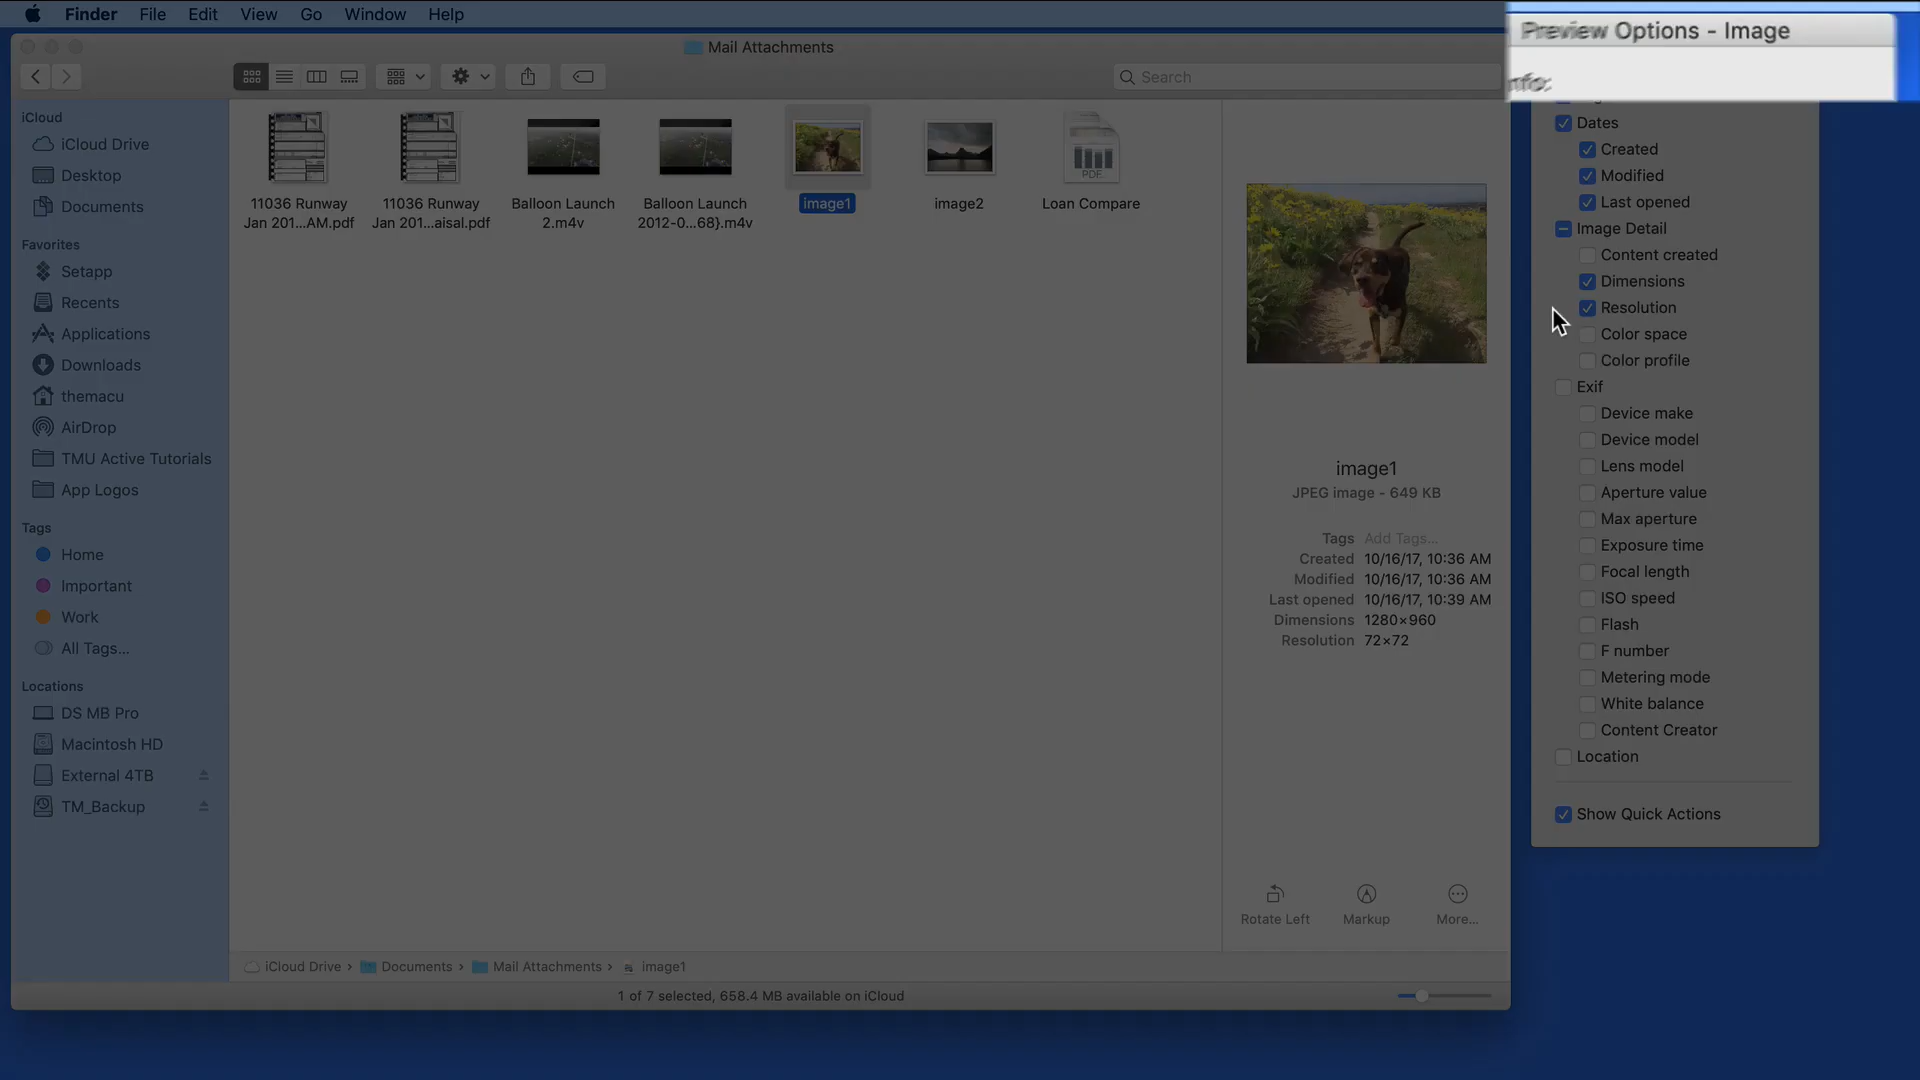 Finder File Edit View Go Window Help
Preview Options - Image
Mail Attachments
Search
iCloud
iCloud Drive
Desktop
Documents
Favorites
Setapp
Recents
Applications
Downloads
themacu
AirDrop
TMU Active Tutorials
App Logos
Tags
Home
Important
Work
All Tags...
Locations
DS MB Pro
Macintosh HD
External 4TB
TM_Backup
11036 Runway
Jan 201...AM.pdf
11036 Runway
Jan 201...aisal.pdf
Balloon Launch
2.m4v
Balloon Launch
2012-0...68}.m4v
image1
image2
PDF
Loan Compare
image1
JPEG image - 649 KB
Tags Add Tags...
Created 10/16/17, 10:36 AM
Modified 10/16/17, 10:36 AM
Last opened 10/16/17, 10:39 AM
Dimensions 1280×960
Resolution 72×72
Rotate Left
Markup
More...
iCloud Drive › Documents › Mail Attachments › image1
1 of 7 selected, 658.4 MB available on iCloud
Dates
Created
Modified
Last opened
Image Detail
Content created
Dimensions
Resolution
Color space
Color profile
Exif
Device make
Device model
Lens model
Aperture value
Max aperture
Exposure time
Focal length
ISO speed
Flash
F number
Metering mode
White balance
Content Creator
Location
Show Quick Actions